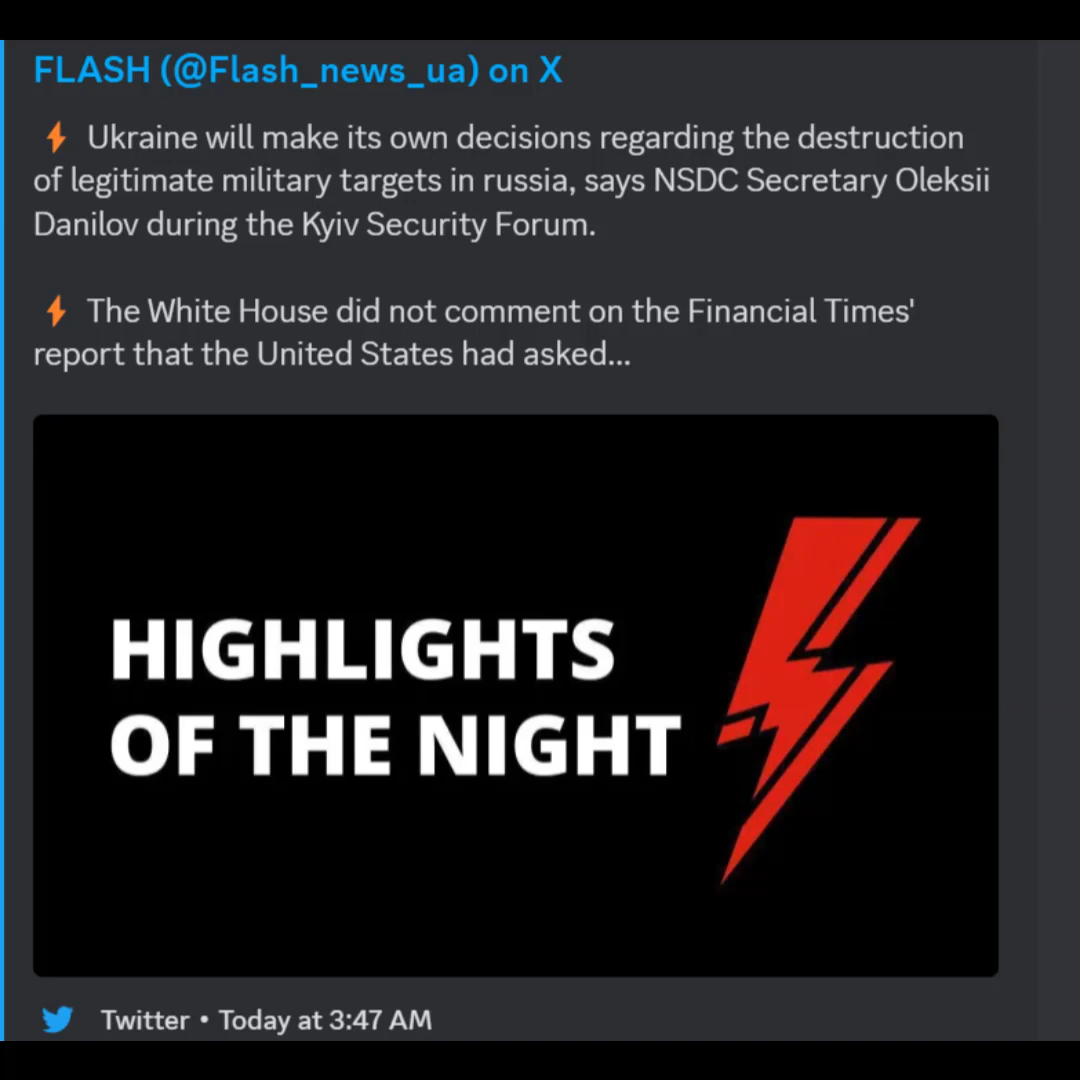 FLASH (@Flash_news_ua) on X
⚡ Ukraine will make its own decisions regarding the destruction
of legitimate military targets in russia, says NSDC Secretary Oleksii
Danilov during the Kyiv Security Forum.
⚡ The White House did not comment on the Financial Times'
report that the United States had asked...
HIGHLIGHTS
OF THE NIGHT
Twitter • Today at 3:47 AM